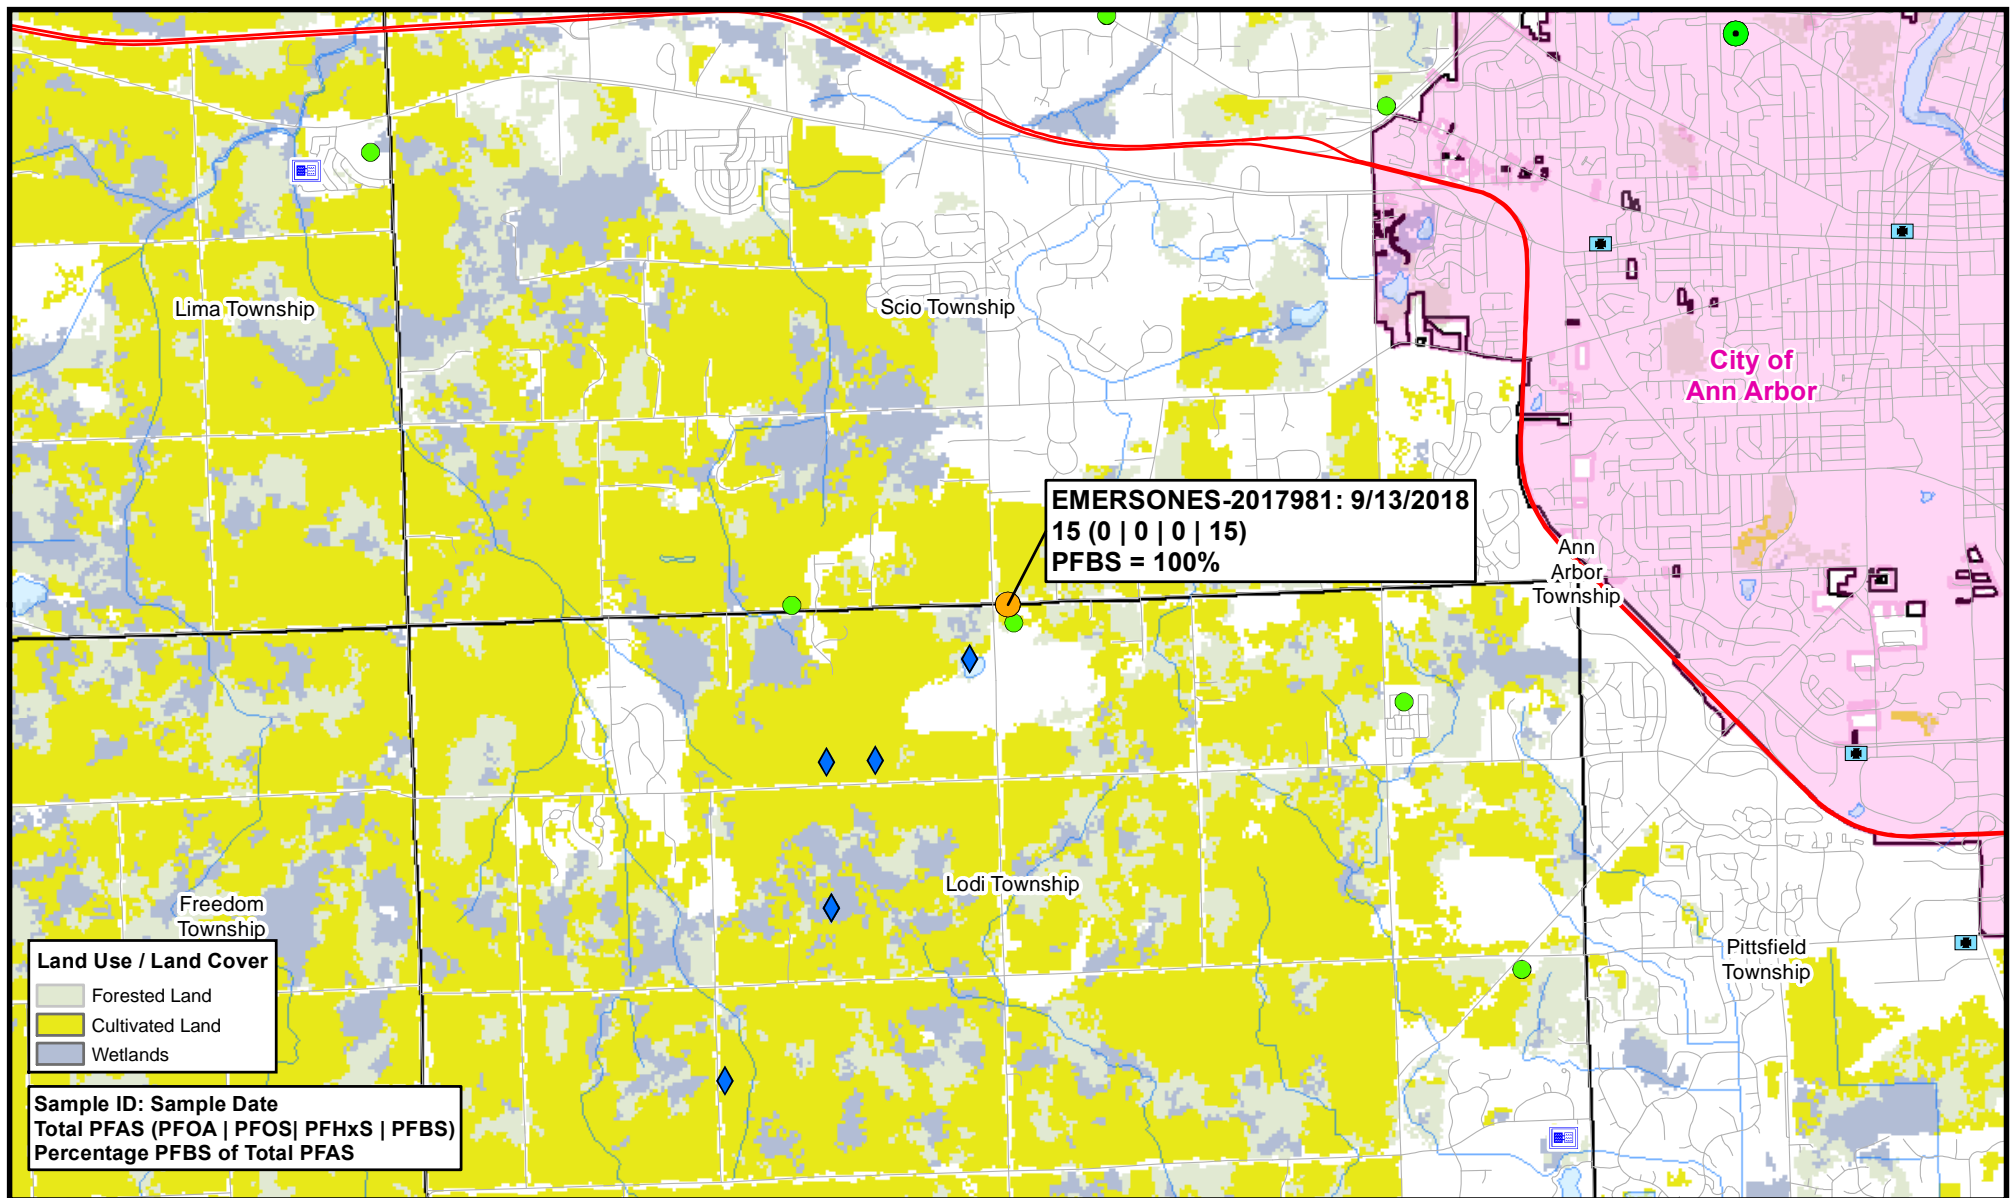 Lima Township
Scio Township
City of
Ann Arbor
EMERSONES-2017981: 9/13/2018
15 (0 | 0 | 0 | 15)
PFBS = 100%
Ann
Arbor
Township
Lodi Township
Freedom
Township
Pittsfield
Township
Land Use / Land Cover
Forested Land
Cultivated Land
Wetlands
Sample ID: Sample Date
Total PFAS (PFOA | PFOS| PFHxS | PFBS)
Percentage PFBS of Total PFAS